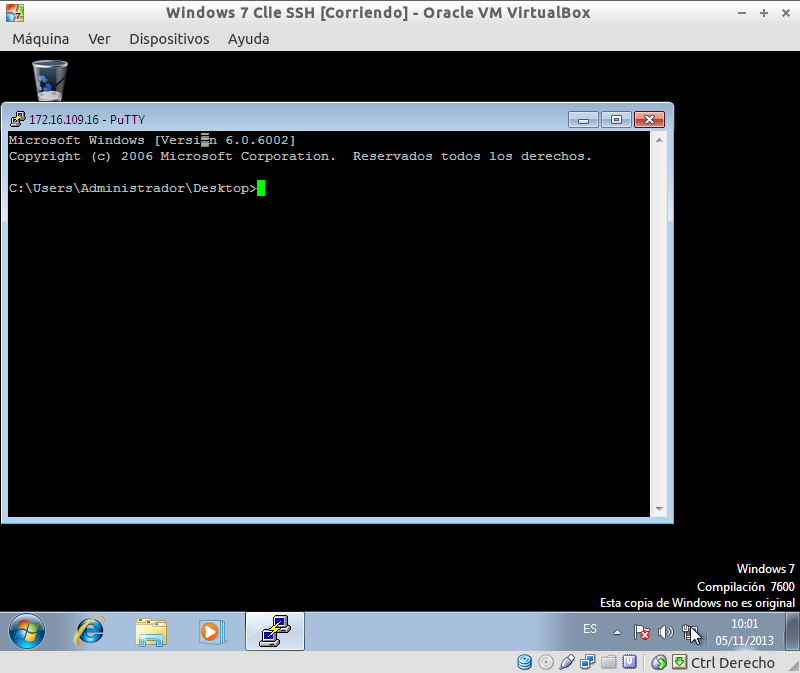 Windows 7 Clie SSH [Corriendo] - Oracle VM VirtualBox
Máquina Ver Dispositivos Ayuda
172.16.109.16 - PuTTY
Microsoft Windows [Versi▒n 6.0.6002]
Copyright (c) 2006 Microsoft Corporation.  Reservados todos los derechos.
C:\Users\Administrador\Desktop>
Windows 7
Compilación 7600
Esta copia de Windows no es original
ES
10:01
05/11/2013
Ctrl Derecho